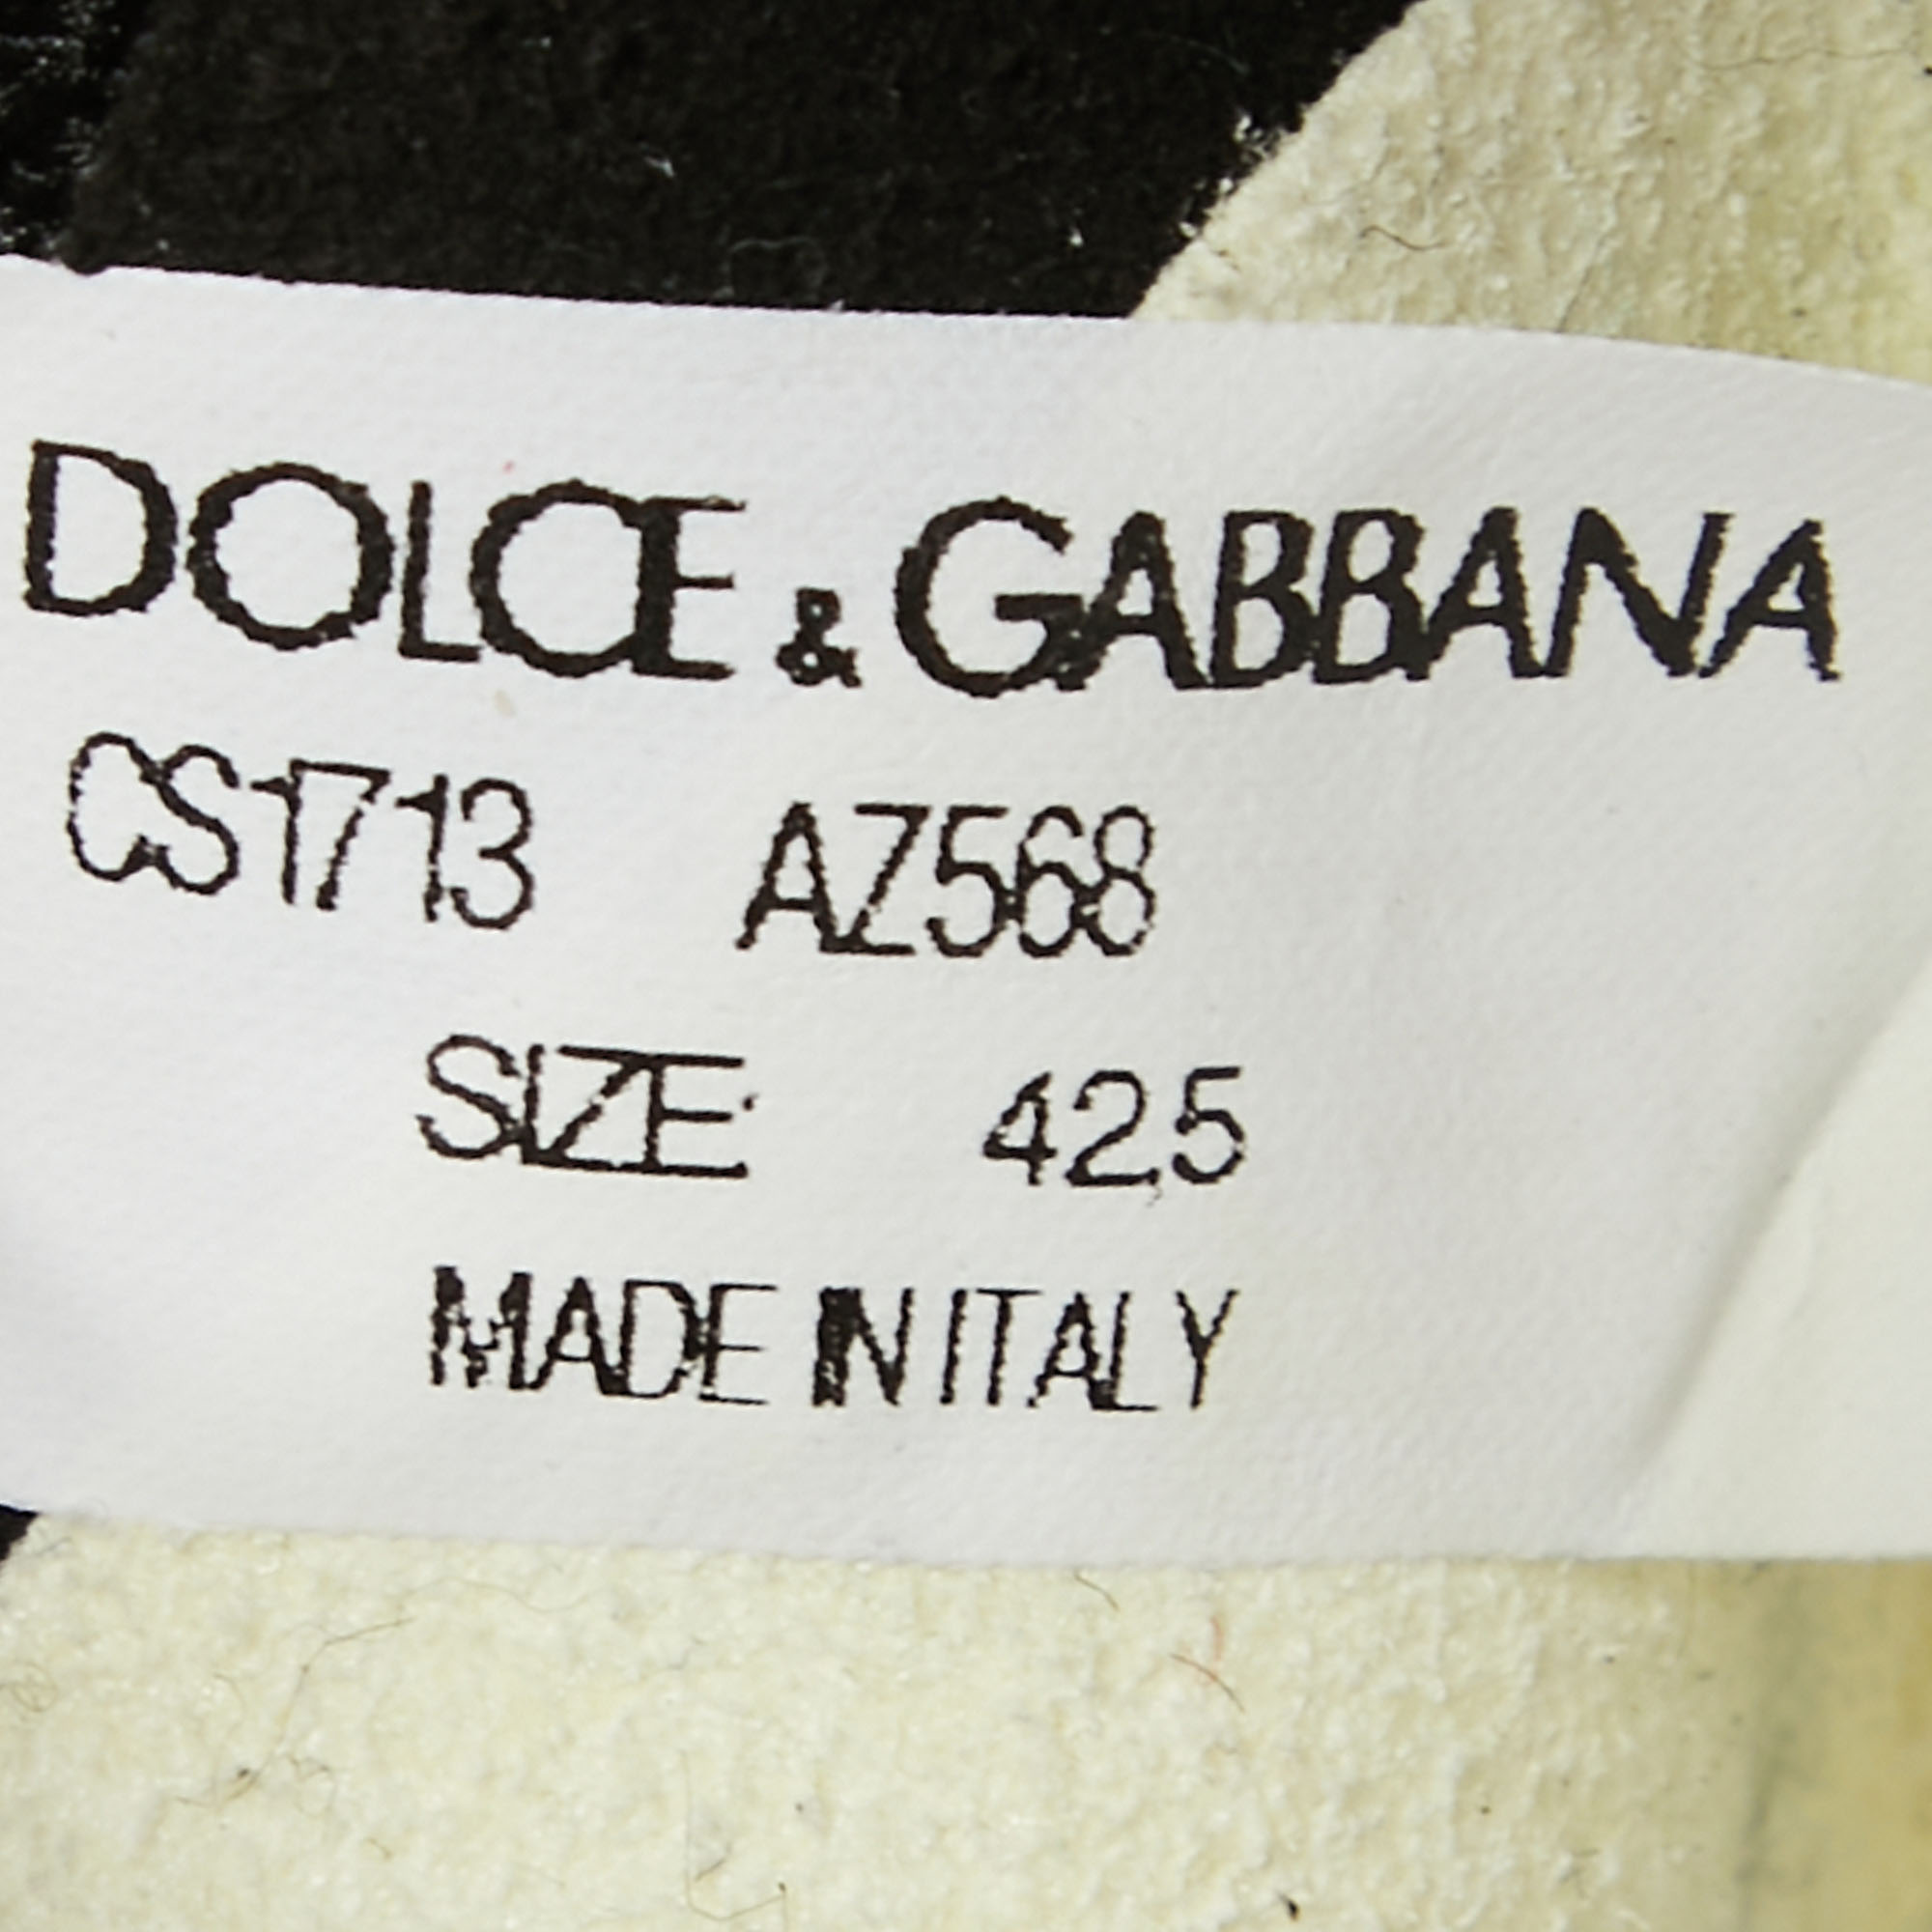 DOLCE & GABBANA
CS1713 AZ568
SIZE 42,5
MADE IN ITALY